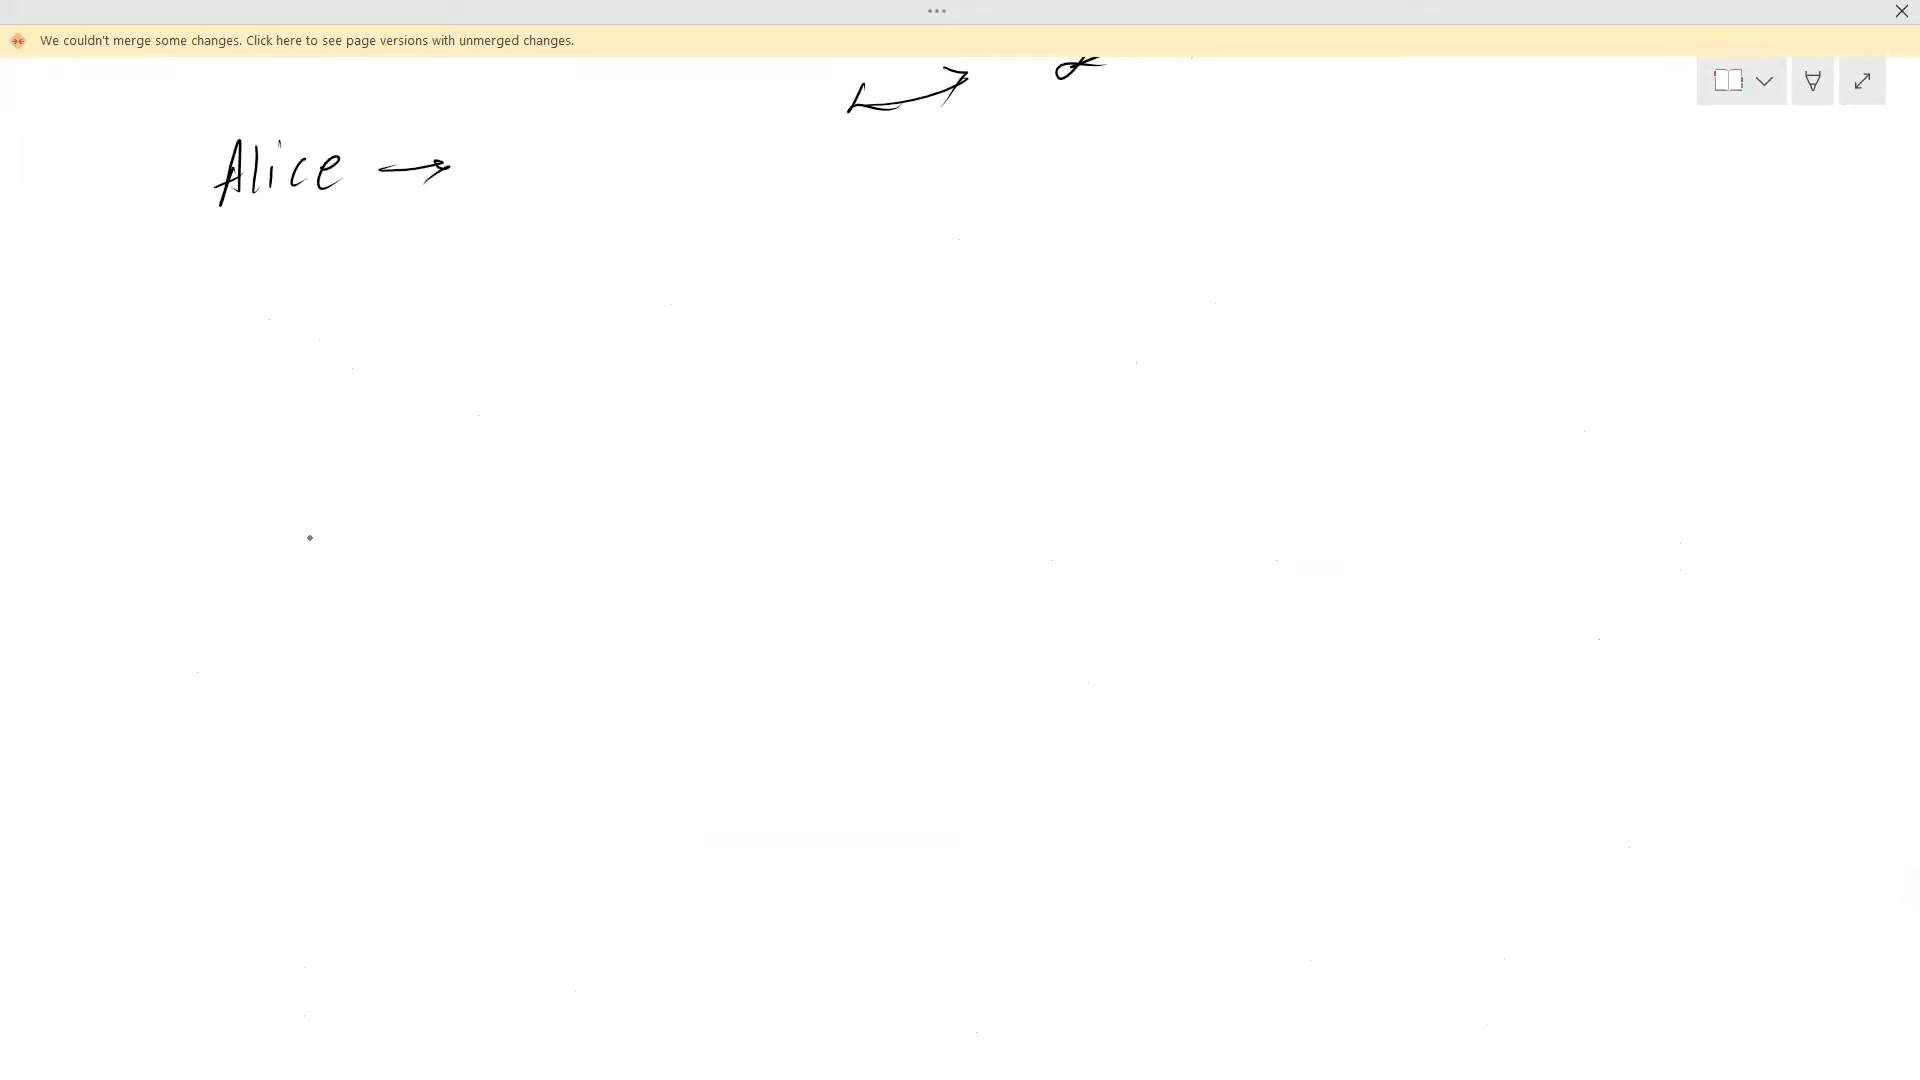 We couldn't merge some changes. Click here to see page versions with unmerged changes.
Alice →